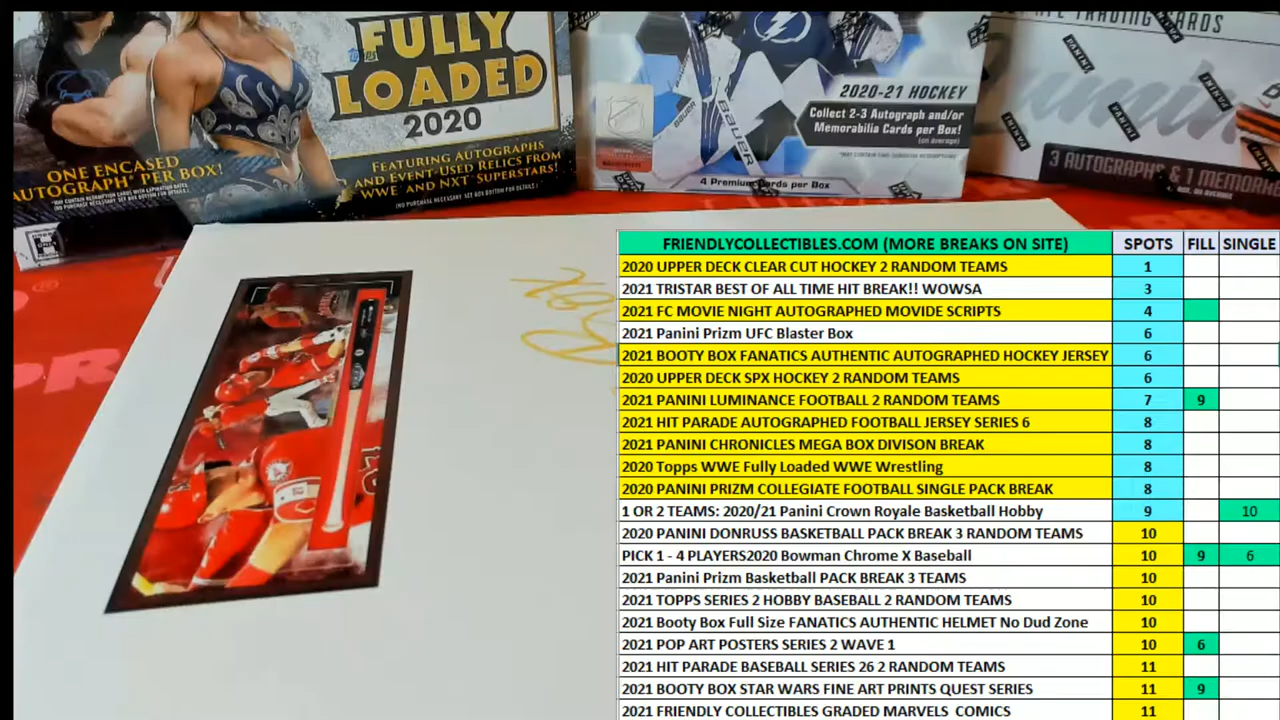 FULLY
LOADED
2020
ONE ENCASED
AUTOGRAPH* PER BOX!
FEATURING AUTOGRAPHS
AND EVENT-USED RELICS FROM
WWE® AND NXT® SUPERSTARS!
2020-21 HOCKEY
Collect 2-3 Autograph and/or
Memorabilia Cards per Box!
(on average)
BAUER
4 Premium Cards per Box
TRADING CARDS
PANINI
PANINI
PANINI
PANINI
3 AUTOGRAPHS & 1 MEMOR
Box
FRIENDLYCOLLECTIBLES.COM (MORE BREAKS ON SITE) SPOTS FILL SINGLE
2020 UPPER DECK CLEAR CUT HOCKEY 2 RANDOM TEAMS 1
2021 TRISTAR BEST OF ALL TIME HIT BREAK!! WOWSA 3
2021 FC MOVIE NIGHT AUTOGRAPHED MOVIDE SCRIPTS 4
2021 Panini Prizm UFC Blaster Box 6
2021 BOOTY BOX FANATICS AUTHENTIC AUTOGRAPHED HOCKEY JERSEY 6
2020 UPPER DECK SPX HOCKEY 2 RANDOM TEAMS 6
2021 PANINI LUMINANCE FOOTBALL 2 RANDOM TEAMS 7 9
2021 HIT PARADE AUTOGRAPHED FOOTBALL JERSEY SERIES 6 8
2021 PANINI CHRONICLES MEGA BOX DIVISON BREAK 8
2020 Topps WWE Fully Loaded WWE Wrestling 8
2020 PANINI PRIZM COLLEGIATE FOOTBALL SINGLE PACK BREAK 8
1 OR 2 TEAMS: 2020/21 Panini Crown Royale Basketball Hobby 9 10
2020 PANINI DONRUSS BASKETBALL PACK BREAK 3 RANDOM TEAMS 10
PICK 1 - 4 PLAYERS2020 Bowman Chrome X Baseball 10 9 6
2021 Panini Prizm Basketball PACK BREAK 3 TEAMS 10
2021 TOPPS SERIES 2 HOBBY BASEBALL 2 RANDOM TEAMS 10
2021 Booty Box Full Size FANATICS AUTHENTIC HELMET No Dud Zone 10
2021 POP ART POSTERS SERIES 2 WAVE 1 10 6
2021 HIT PARADE BASEBALL SERIES 26 2 RANDOM TEAMS 11
2021 BOOTY BOX STAR WARS FINE ART PRINTS QUEST SERIES 11 9
2021 FRIENDLY COLLECTIBLES GRADED MARVELS COMICS 11